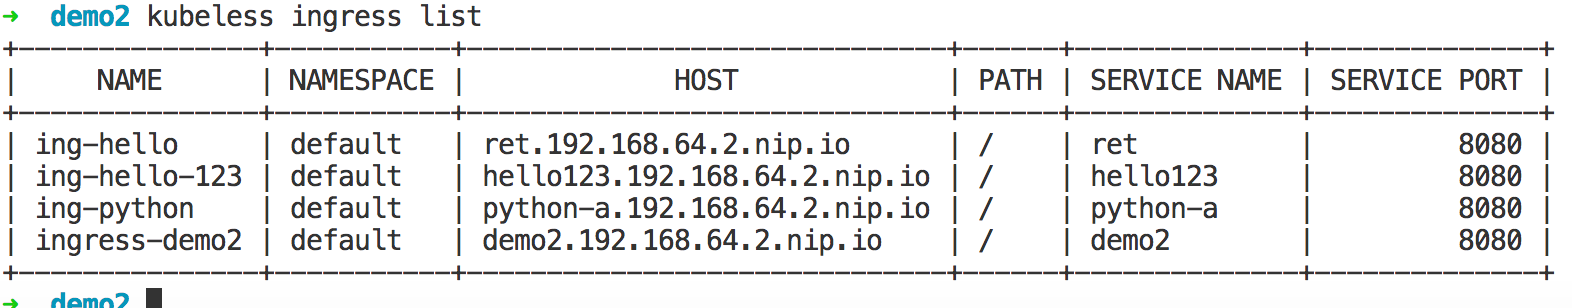 → demo2 kubeless ingress list
+----------------+-----------+------------------------------+------+--------------+--------------+
| NAME | NAMESPACE | HOST | PATH | SERVICE NAME | SERVICE PORT |
+----------------+-----------+------------------------------+------+--------------+--------------+
| ing-hello | default | ret.192.168.64.2.nip.io | / | ret | 8080 |
| ing-hello-123 | default | hello123.192.168.64.2.nip.io | / | hello123 | 8080 |
| ing-python | default | python-a.192.168.64.2.nip.io | / | python-a | 8080 |
| ingress-demo2 | default | demo2.192.168.64.2.nip.io | / | demo2 | 8080 |
+----------------+-----------+------------------------------+------+--------------+--------------+
→ demo2